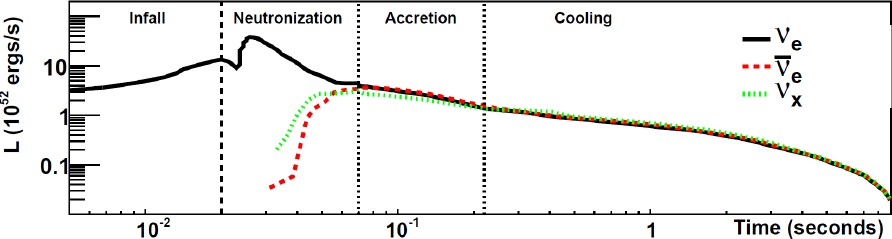 Infall Neutronization Accretion Cooling
L (10⁵² ergs/s)
10
1
0.1
νe
ν̅e
νx
10⁻² 10⁻¹ 1 Time (seconds)